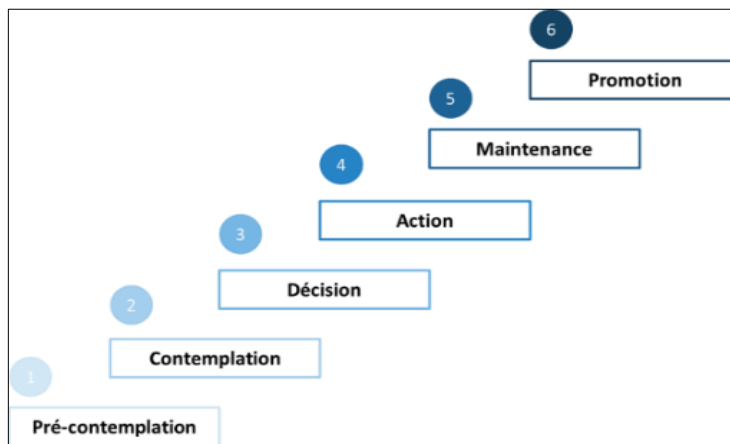 6
Promotion
5
Maintenance
4
Action
3
Décision
2
Contemplation
1
Pré-contemplation